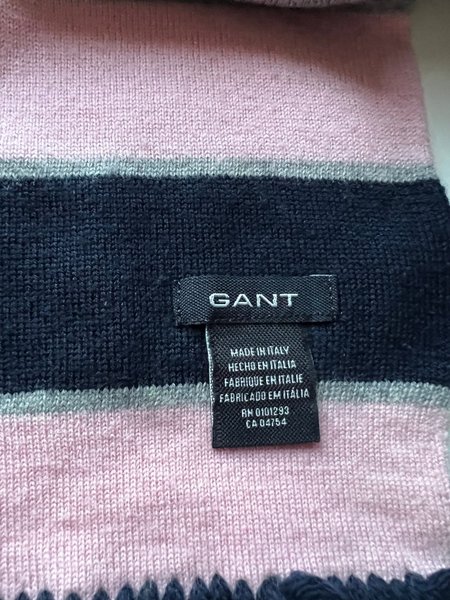 GANT
MADE IN ITALY
HECHO EN ITALIA
FABRIQUE EN ITALIE
FABRICADO EM ITÁLIA
RN 0101293
CA 04754